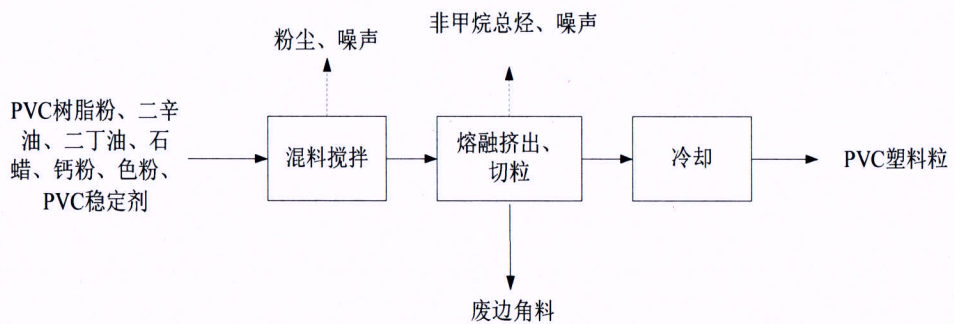 粉尘、噪声
非甲烷总烃、噪声
PVC树脂粉、二辛
油、二丁油、石
蜡、钙粉、色粉、
PVC稳定剂
混料搅拌
熔融挤出、
切粒
冷却
PVC塑料粒
废边角料